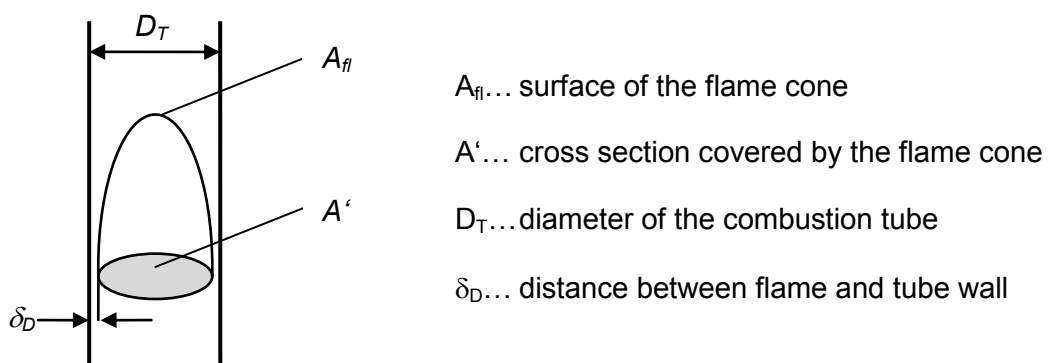 D_T
A_fl
A‘
δ_D
A_fl… surface of the flame cone
A‘… cross section covered by the flame cone
D_T… diameter of the combustion tube
δ_D… distance between flame and tube wall